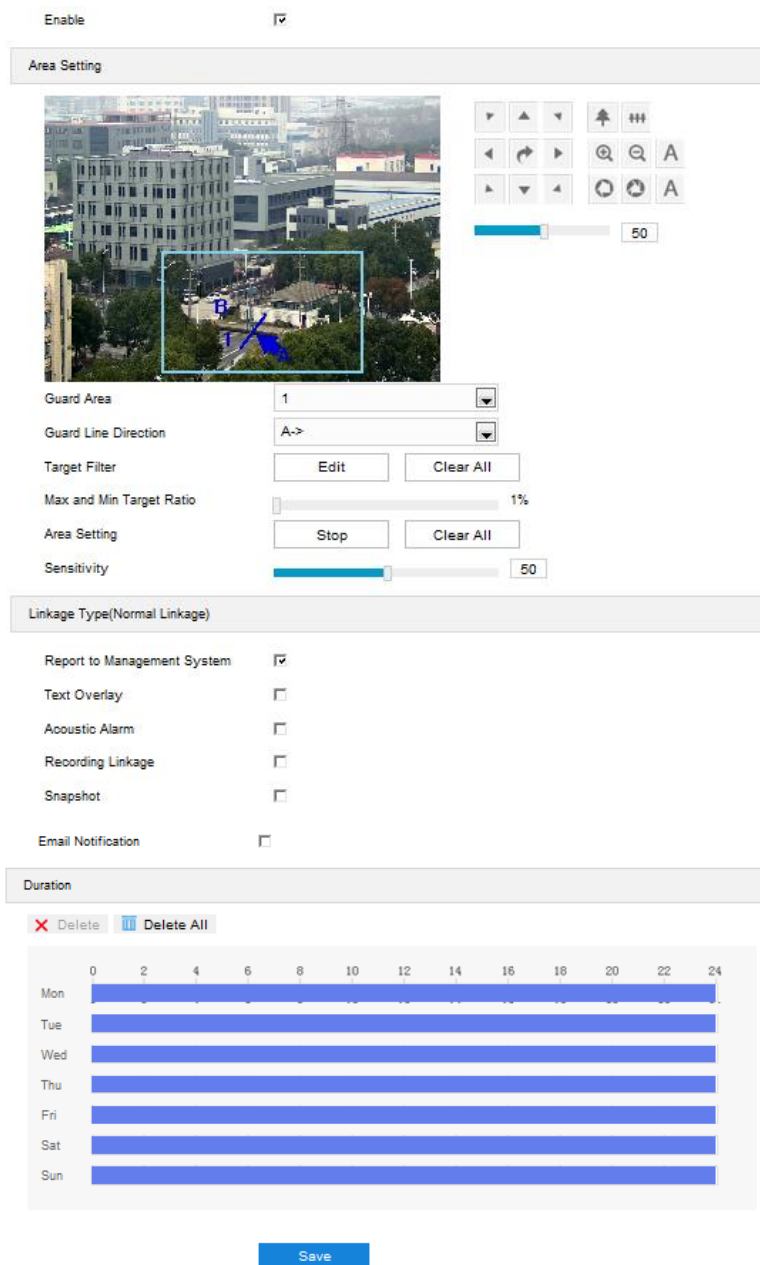 Enable
Area Setting
A
A
50
B
1
A
Guard Area 1
Guard Line Direction A->
Target Filter Edit Clear All
Max and Min Target Ratio 1%
Area Setting Stop Clear All
Sensitivity 50
Linkage Type(Normal Linkage)
Report to Management System
Text Overlay
Acoustic Alarm
Recording Linkage
Snapshot
Email Notification
Duration
Delete Delete All
0 2 4 6 8 10 12 14 16 18 20 22 24
Mon
Tue
Wed
Thu
Fri
Sat
Sun
Save